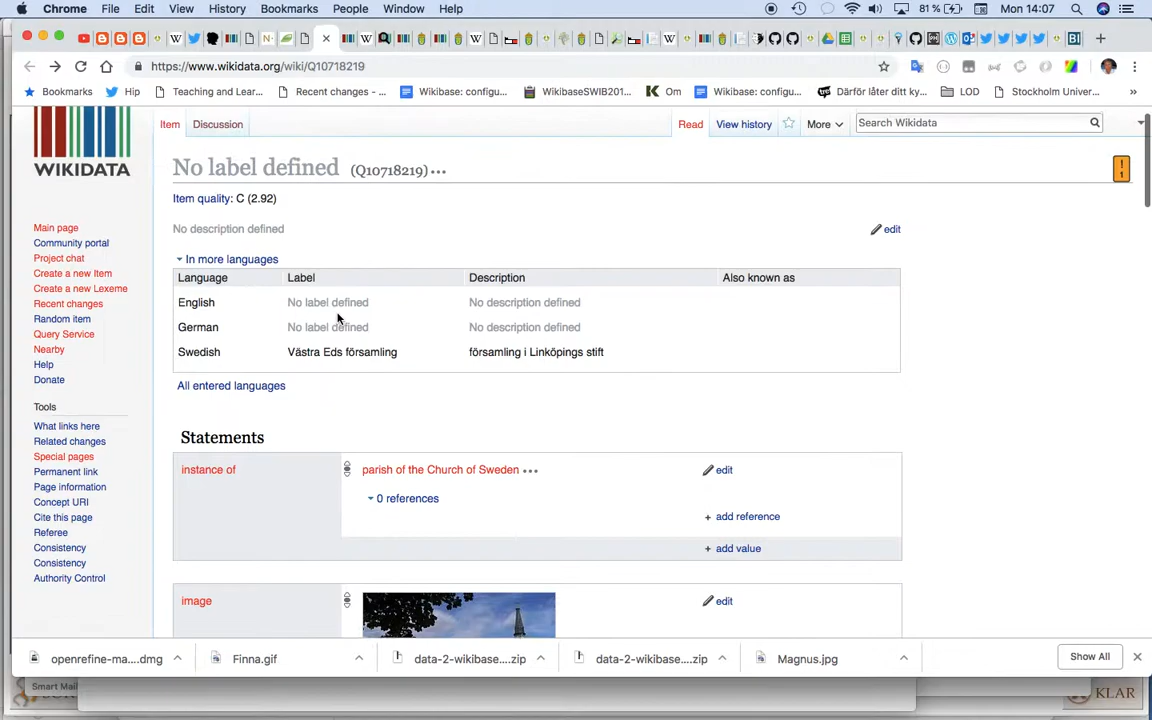 Chrome File Edit View History Bookmarks People Window Help 81% Mon 14:07
https://www.wikidata.org/wiki/Q10718219
Bookmarks Hip Teaching and Lear... Recent changes - ... Wikibase: configu... WikibaseSWIB201... Om Wikibase: configu... Därför låter ditt ky... LOD Stockholm Univer... »
Item Discussion Read View history More Search Wikidata
WIKIDATA
No label defined (Q10718219)
Item quality: C (2.92)
No description defined edit
In more languages
Language Label Description Also known as
English No label defined No description defined
German No label defined No description defined
Swedish Västra Eds församling församling i Linköpings stift
All entered languages
Statements
instance of parish of the Church of Sweden edit
0 references
+ add reference
+ add value
image edit
Main page
Community portal
Project chat
Create a new Item
Create a new Lexeme
Recent changes
Random item
Query Service
Nearby
Help
Donate
Tools
What links here
Related changes
Special pages
Permanent link
Page information
Concept URI
Cite this page
Referee
Consistency
Consistency
Authority Control
openrefine-ma....dmg Finna.gif data-2-wikibase....zip data-2-wikibase....zip Magnus.jpg Show All
Smart Mail
KLAR